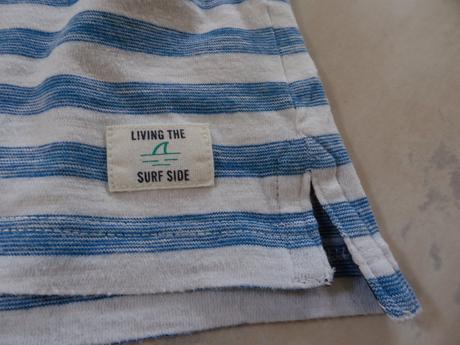 LIVING THE
SURF SIDE